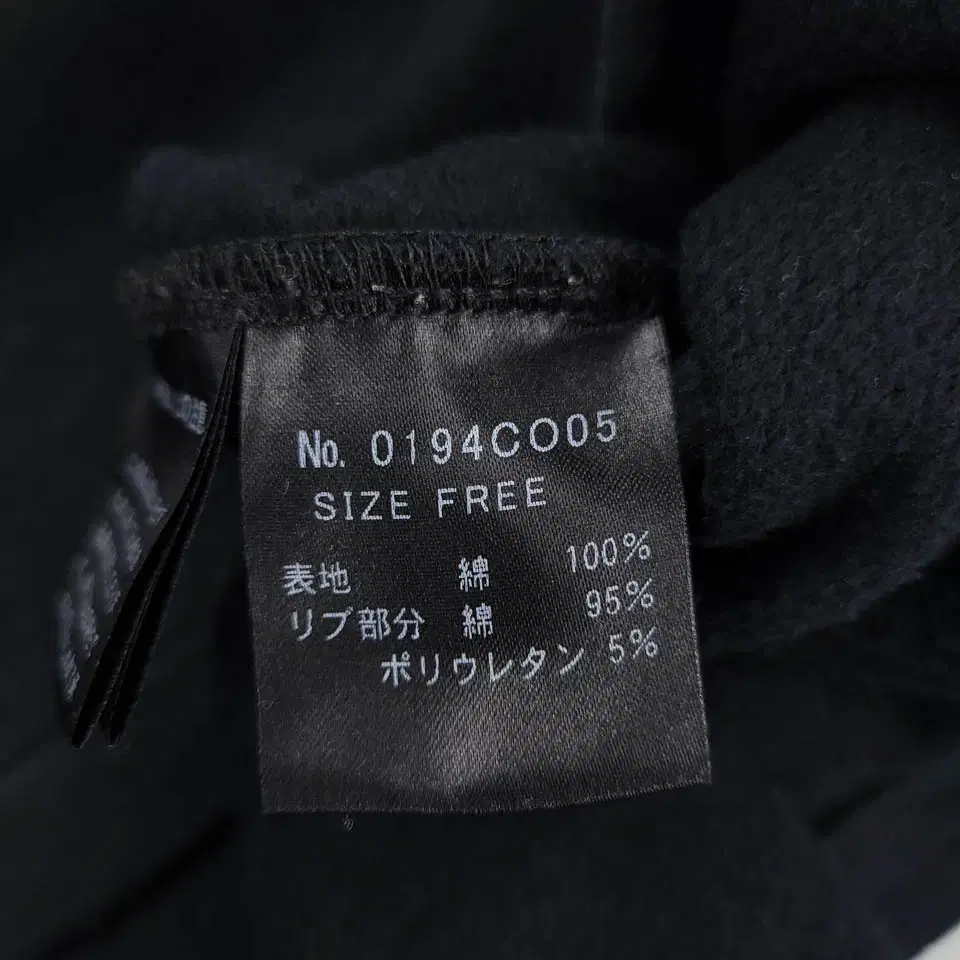 No. 0194CO05
SIZE FREE
表地 綿 100%
リブ部分 綿 95%
ポリウレタン 5%